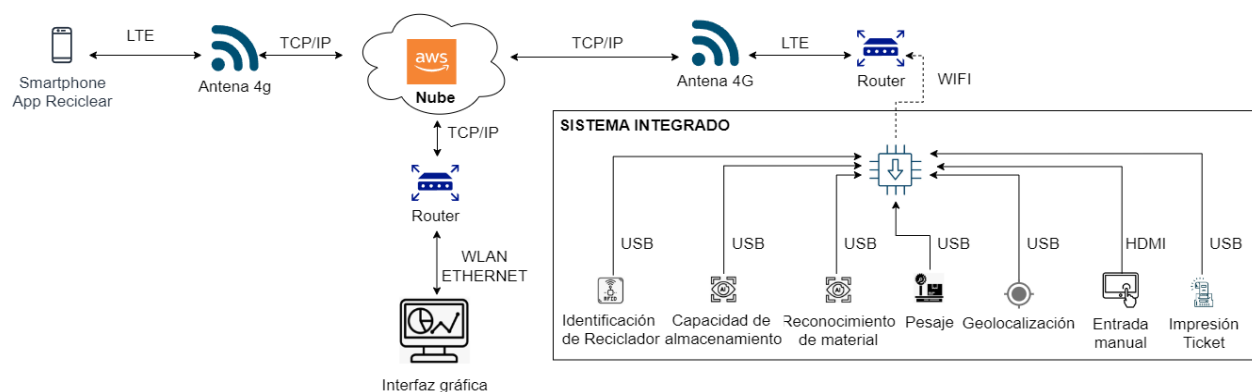 LTE
TCP/IP
TCP/IP
LTE
Smartphone
App Reciclear
Antena 4g
aws
Nube
Antena 4G
Router
WIFI
TCP/IP
SISTEMA INTEGRADO
Router
WLAN
ETHERNET
USB
USB
USB
USB
USB
HDMI
USB
RFID
AI
AI
Identificación
de Reciclador
Capacidad de
almacenamiento
Reconocimiento
de material
Pesaje
Geolocalización
Entrada
manual
Impresión
Ticket
Interfaz gráfica